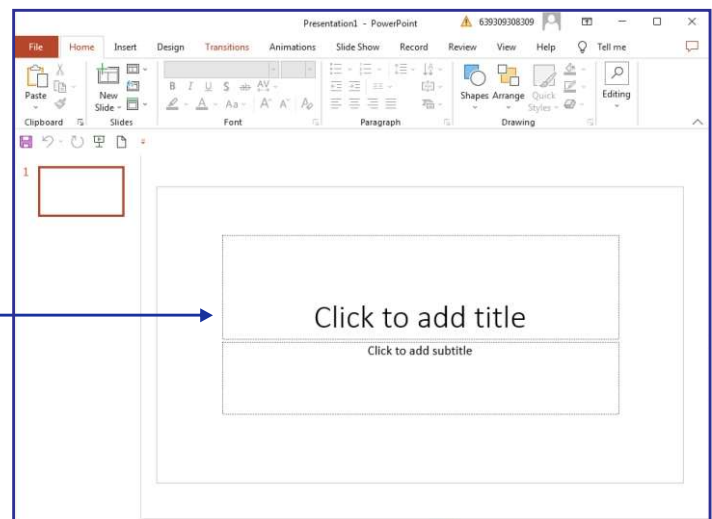 Presentation1 - PowerPoint
639309308309
File Home Insert Design Transitions Animations Slide Show Record Review View Help Tell me
Paste
New
Slide
B I U S ab AV
A Aa A A A
Shapes Arrange Quick
Styles
Editing
Clipboard Slides Font Paragraph Drawing
1
Click to add title
Click to add subtitle